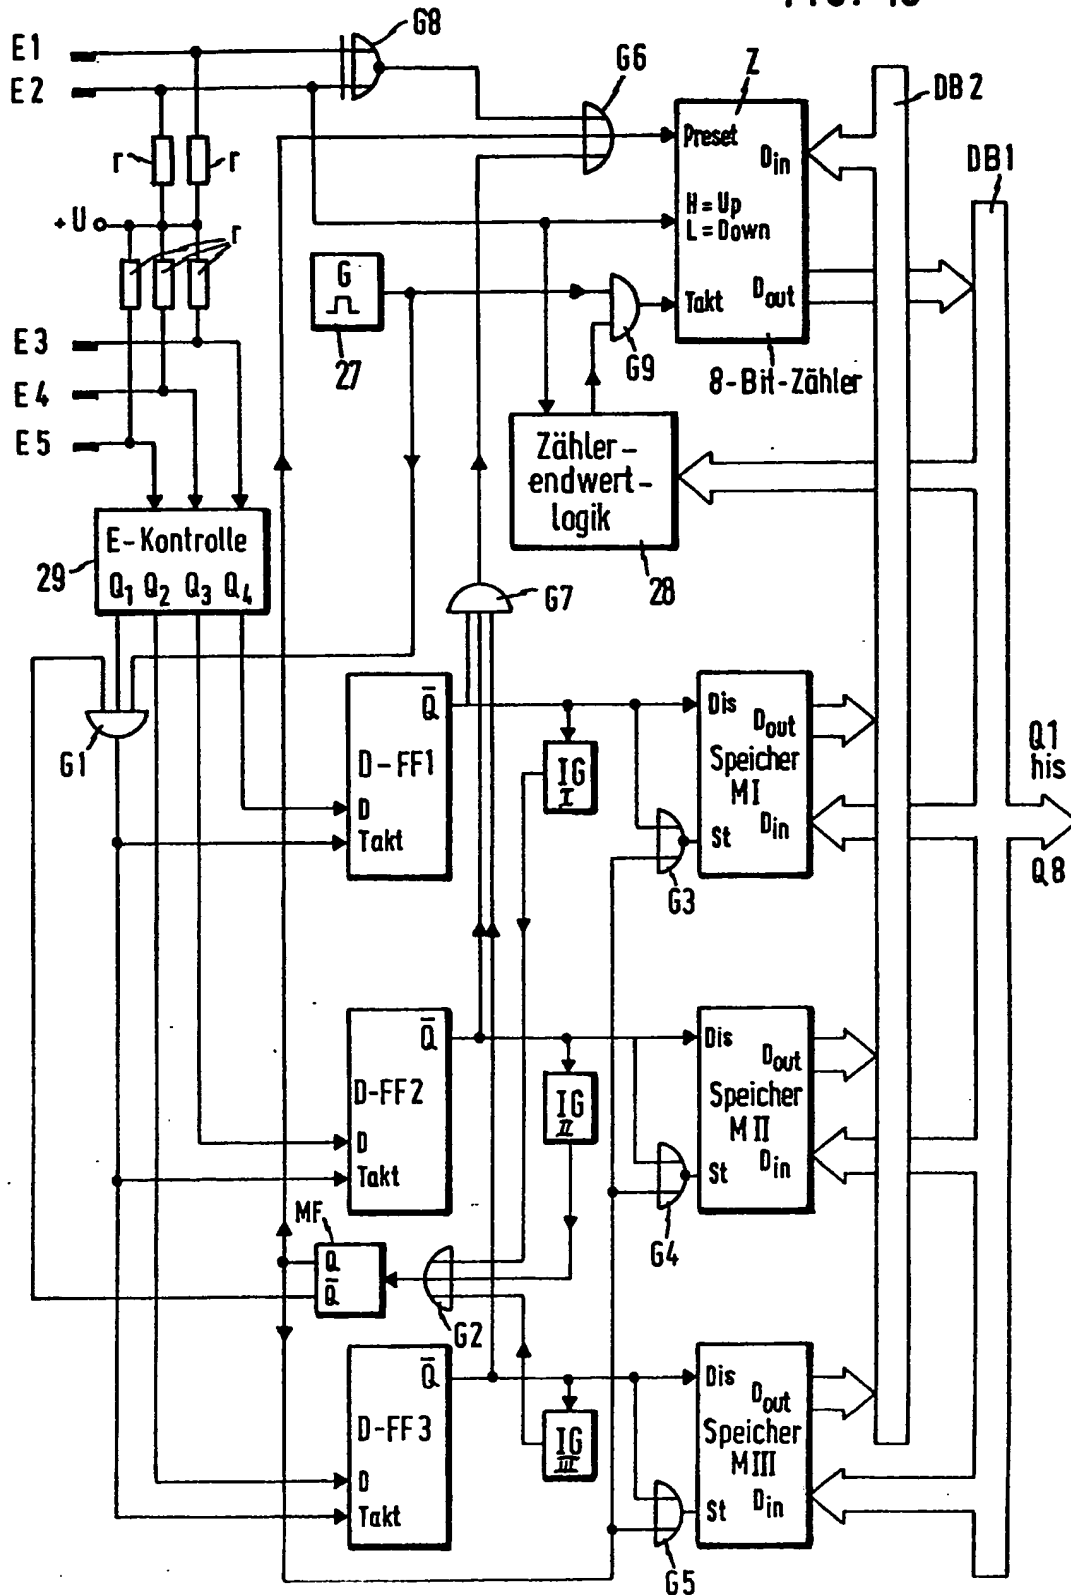 G8
E1
E2
G6
Z
DB2
DB1
r
r
Preset
Din
H = Up
L = Down
+U
r
G
27
Takt
Dout
G9
8-Bit-Zähler
E3
E4
E5
Zähler-
endwert-
logik
28
E-Kontrolle
29
Q1 Q2 Q3 Q4
G7
G1
Q̅
D-FF1
D
Takt
IG
I
Dis
Dout
Speicher
MI
Din
St
G3
Q1
his
Q8
Q̅
D-FF2
D
Takt
IG
II
Dis
Dout
Speicher
MII
Din
St
G4
MF
Q
Q̅
G2
Q̅
D-FF3
D
Takt
IG
III
Dis
Dout
Speicher
MIII
Din
St
G5